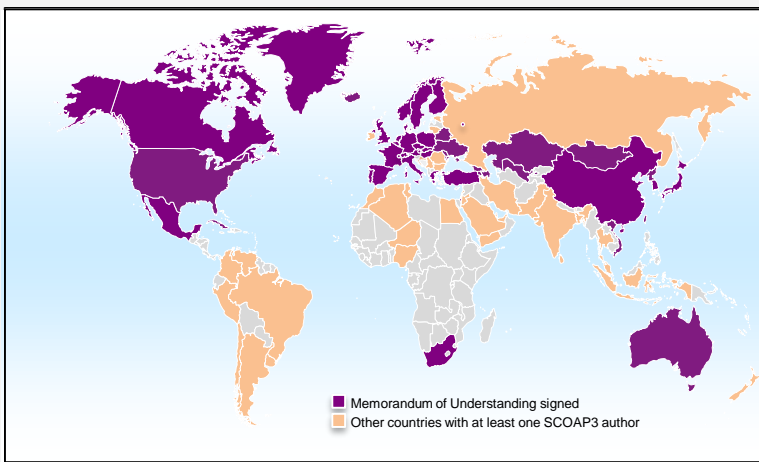 Memorandum of Understanding signed
Other countries with at least one SCOAP3 author